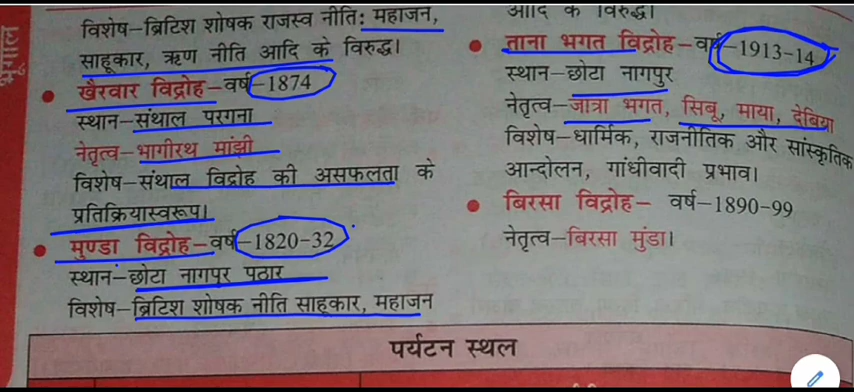 भूगोल
विशेष–ब्रिटिश शोषक राजस्व नीति: महाजन,
साहूकार, ऋण नीति आदि के विरुद्ध।
• खैरवार विद्रोह–वर्ष–1874
स्थान–संथाल परगना
नेतृत्व–भागीरथ मांझी
विशेष–संथाल विद्रोह की असफलता के
प्रतिक्रियास्वरूप।
• मुण्डा विद्रोह–वर्ष–1820-32
स्थान–छोटा नागपुर पठार
विशेष–ब्रिटिश शोषक नीति साहूकार, महाजन
आदि के विरुद्ध।
• ताना भगत विद्रोह–वर्ष–1913-14
स्थान–छोटा नागपुर
नेतृत्व–जात्रा भगत, सिबू, माया, देबिया
विशेष–धार्मिक, राजनीतिक और सांस्कृतिक
आन्दोलन, गांधीवादी प्रभाव।
• बिरसा विद्रोह– वर्ष–1890-99
नेतृत्व–बिरसा मुंडा।
पर्यटन स्थल